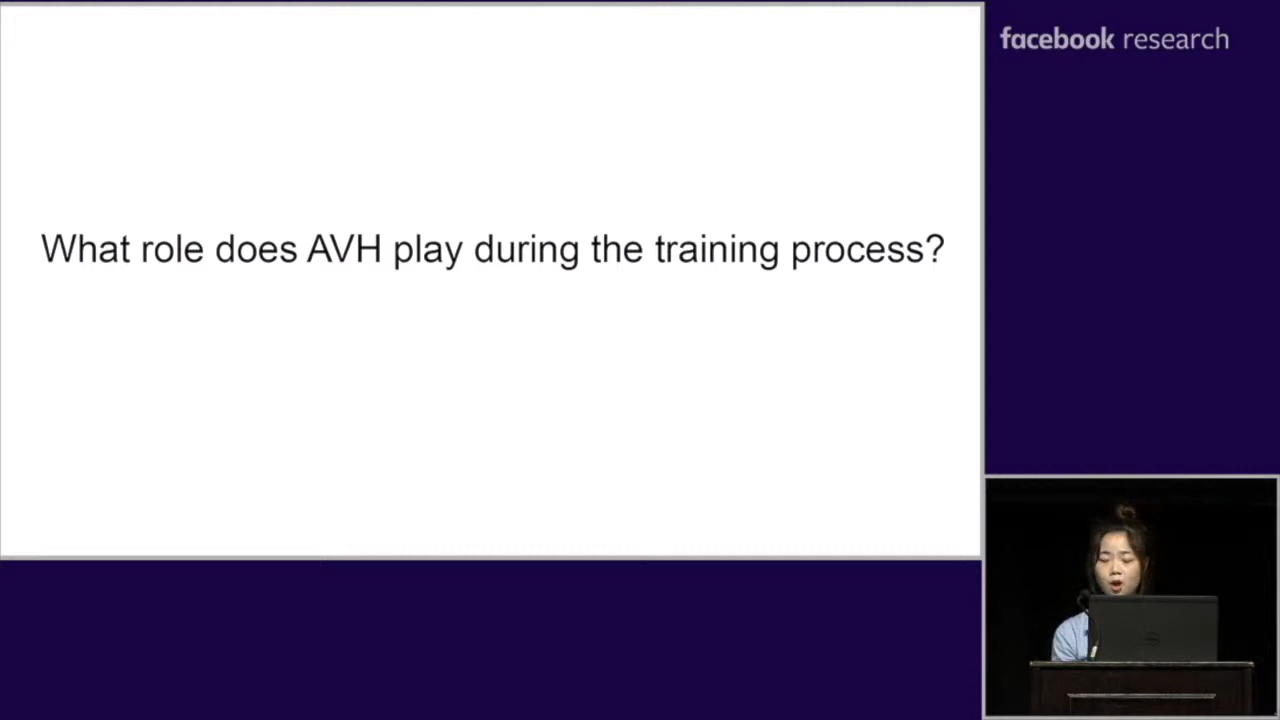 facebook research
What role does AVH play during the training process?